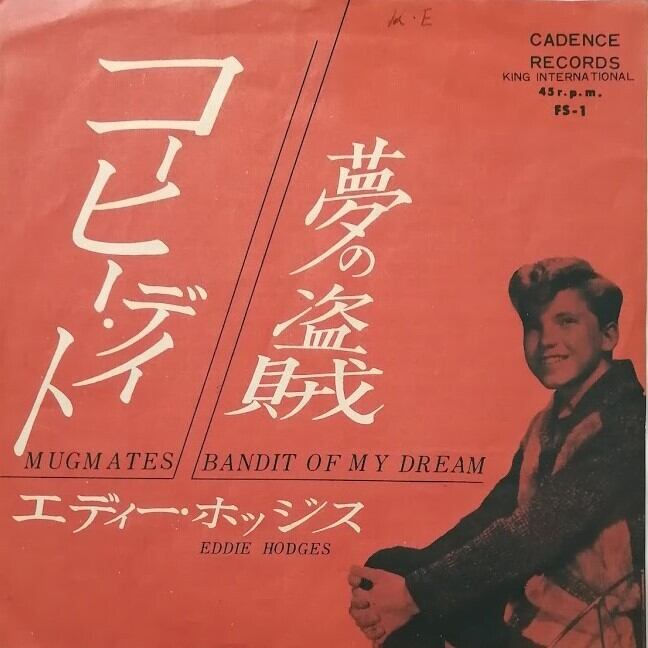 K.E
CADENCE
RECORDS
KING INTERNATIONAL
45 r.p.m.
FS-1
コーヒー・デイト
夢の盗賊
MUGMATES
BANDIT OF MY DREAM
エディー・ホッジス
EDDIE HODGES